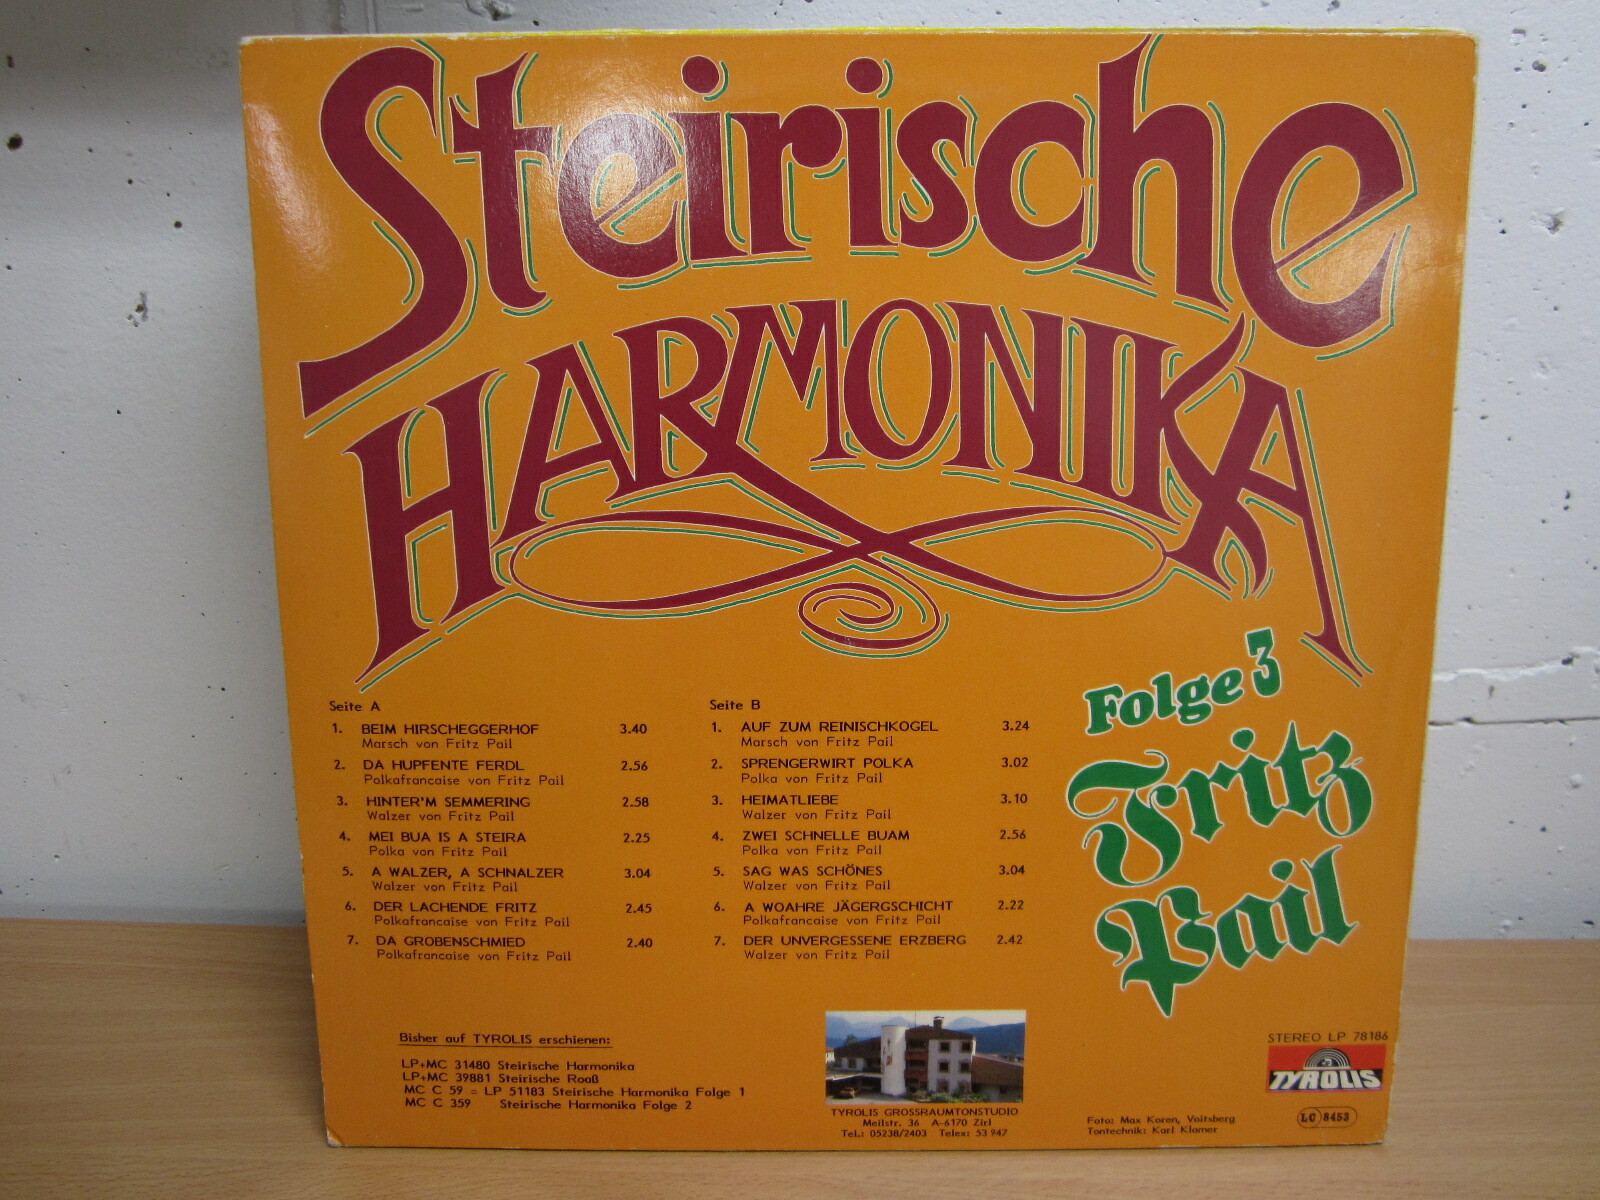 Steirische
HARMONIKA
Folge 3
Fritz
Pail
Seite A
1. BEIM HIRSCHEGGERHOF 3.40
Marsch von Fritz Pail
2. DA HUPFENTE FERDL 2.56
Polkafrancaise von Fritz Pail
3. HINTER'M SEMMERING 2.58
Walzer von Fritz Pail
4. MEI BUA IS A STEIRA 2.25
Polka von Fritz Pail
5. A WALZER, A SCHNALZER 3.04
Walzer von Fritz Pail
6. DER LACHENDE FRITZ 2.45
Polkafrancaise von Fritz Pail
7. DA GROBENSCHMIED 2.40
Polkafrancaise von Fritz Pail
Seite B
1. AUF ZUM REINISCHKOGEL 3.24
Marsch von Fritz Pail
2. SPRENGERWIRT POLKA 3.02
Polka von Fritz Pail
3. HEIMATLIEBE 3.10
Walzer von Fritz Pail
4. ZWEI SCHNELLE BUAM 2.56
Polka von Fritz Pail
5. SAG WAS SCHÖNES 3.04
Walzer von Fritz Pail
6. A WOAHRE JÄGERGSCHICHT 2.22
Polkafrancaise von Fritz Pail
7. DER UNVERGESSENE ERZBERG 2.42
Walzer von Fritz Pail
Bisher auf TYROLIS erschienen:
LP+MC 31480 Steirische Harmonika
LP+MC 39881 Steirische Roaß
MC C 59 = LP 51183 Steirische Harmonika Folge 1
MC C 359 Steirische Harmonika Folge 2
TYROLIS GROSSRAUMTONSTUDIO
Meilstr. 36 A-6170 Zirl
Tel.: 05238/2403 Telex: 53 947
Foto: Max Koren, Voitsberg
Tontechnik: Karl Klamer
STEREO LP 78186
TYROLIS
LC 8453